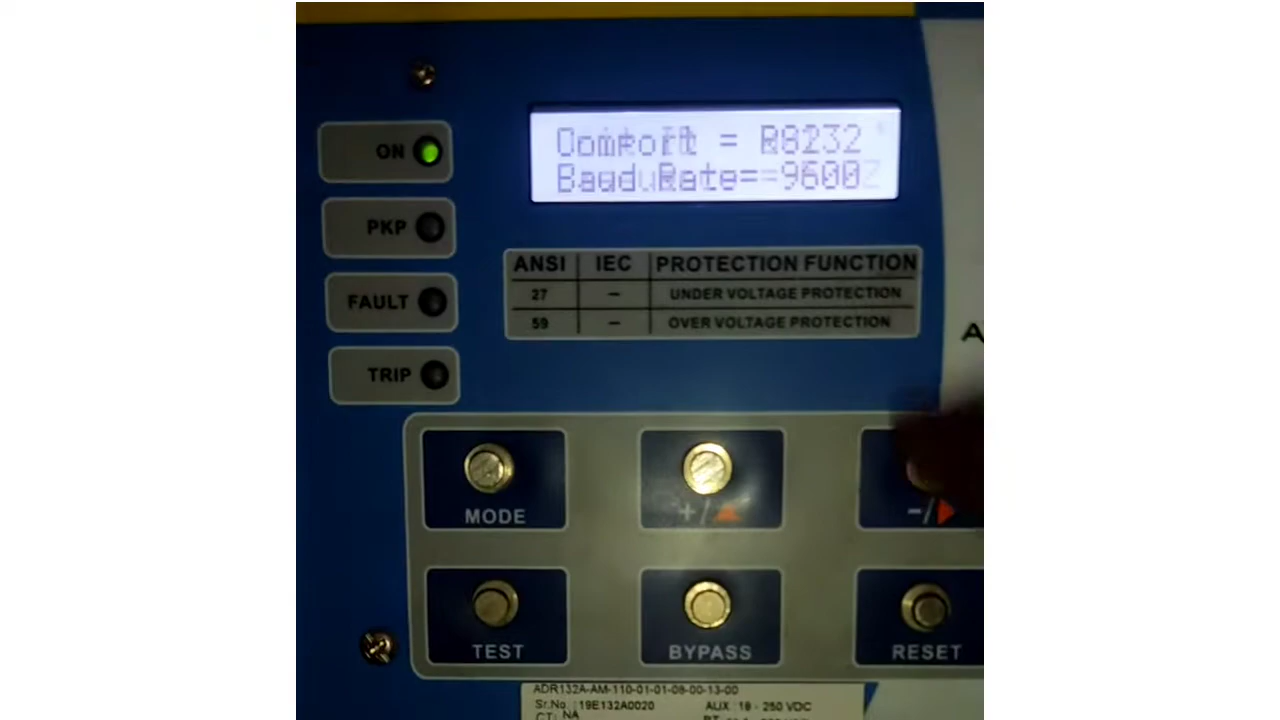 = RS232
Baud Rate= 9600
ON
PKP
FAULT
TRIP
ANSI IEC PROTECTION FUNCTION
27 – UNDER VOLTAGE PROTECTION
59 – OVER VOLTAGE PROTECTION
MODE
+/▲
-/▶
TEST
BYPASS
RESET
ADR132A-AM-110-01-01-08-00-13-00
Sr.No : 19E132A0020 AUX : 18 - 250 VDC
CT: NA